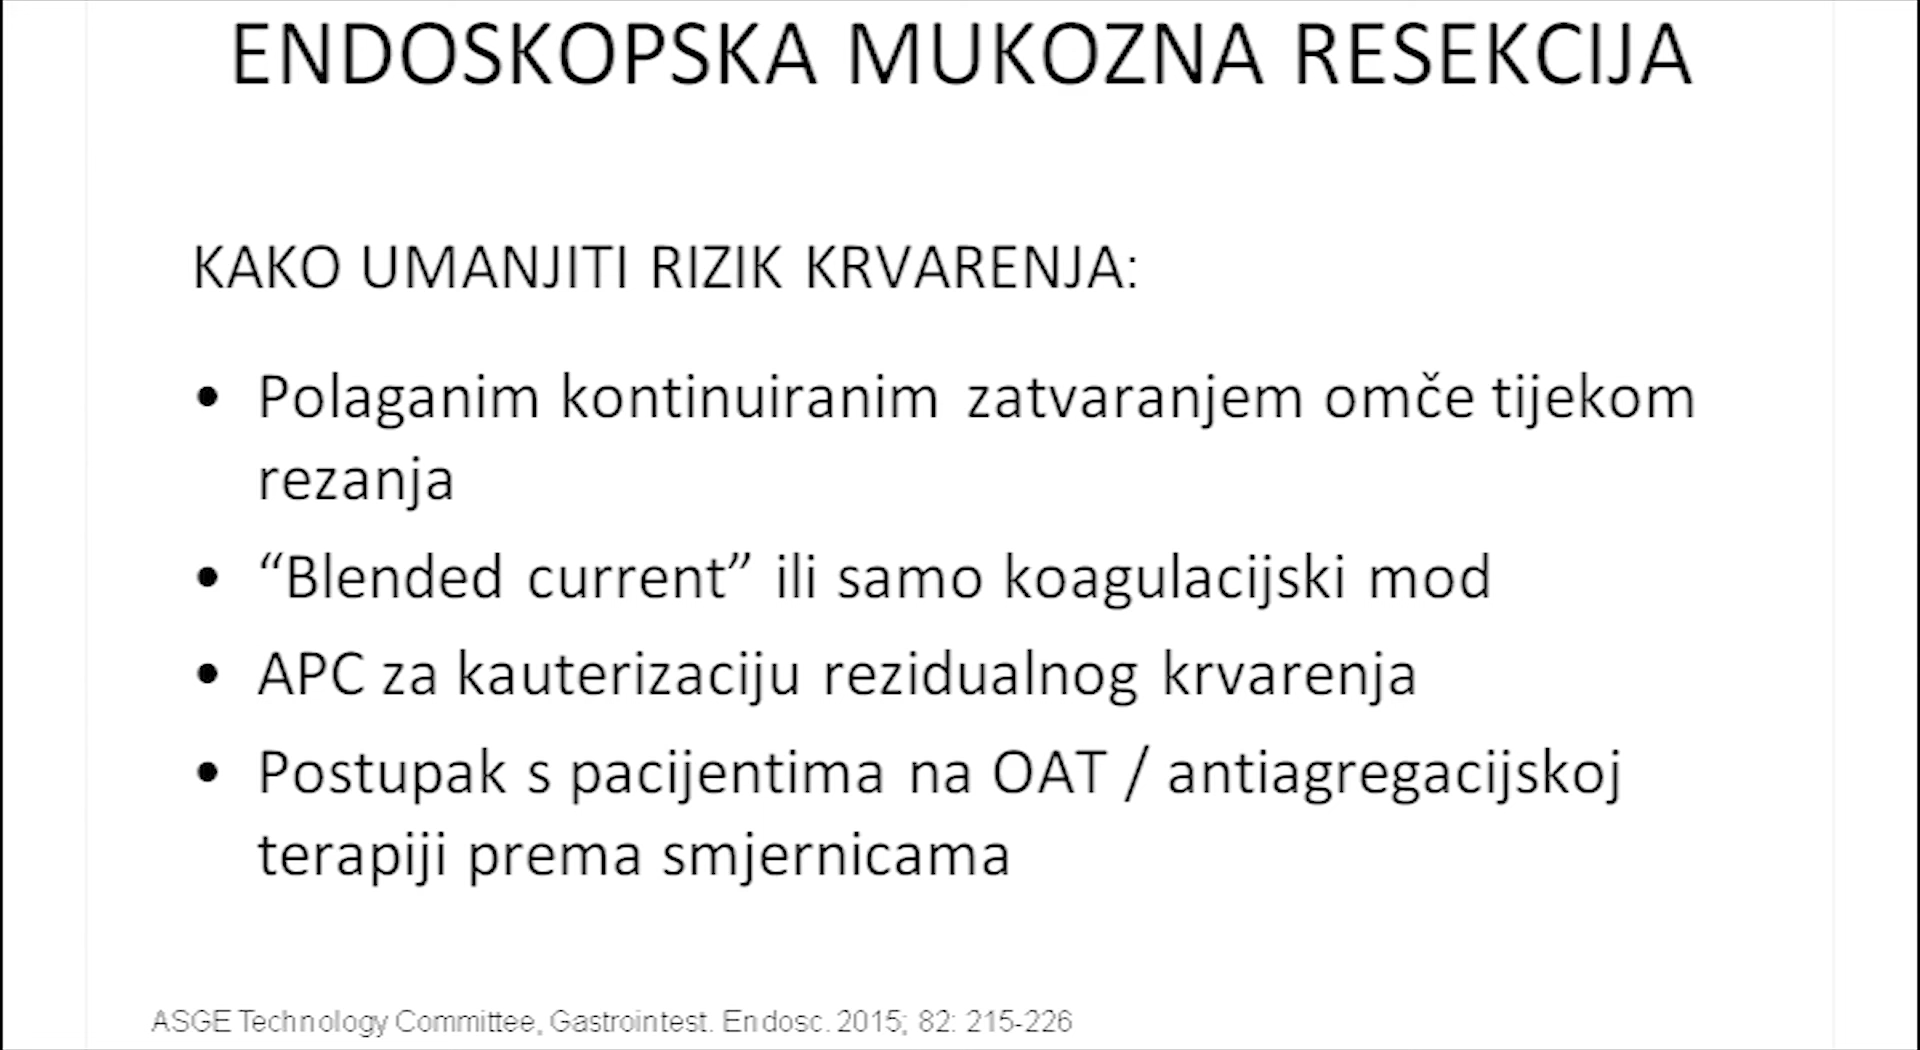 ENDOSKOPSKA MUKOZNA RESEKCIJA
KAKO UMANJITI RIZIK KRVARENJA:
• Polaganim kontinuiranim zatvaranjem omče tijekom
rezanja
• “Blended current” ili samo koagulacijski mod
• APC za kauterizaciju rezidualnog krvarenja
• Postupak s pacijentima na OAT / antiagregacijskoj
terapiji prema smjernicama
ASGE Technology Committee, Gastrointest. Endosc. 2015; 82: 215-226